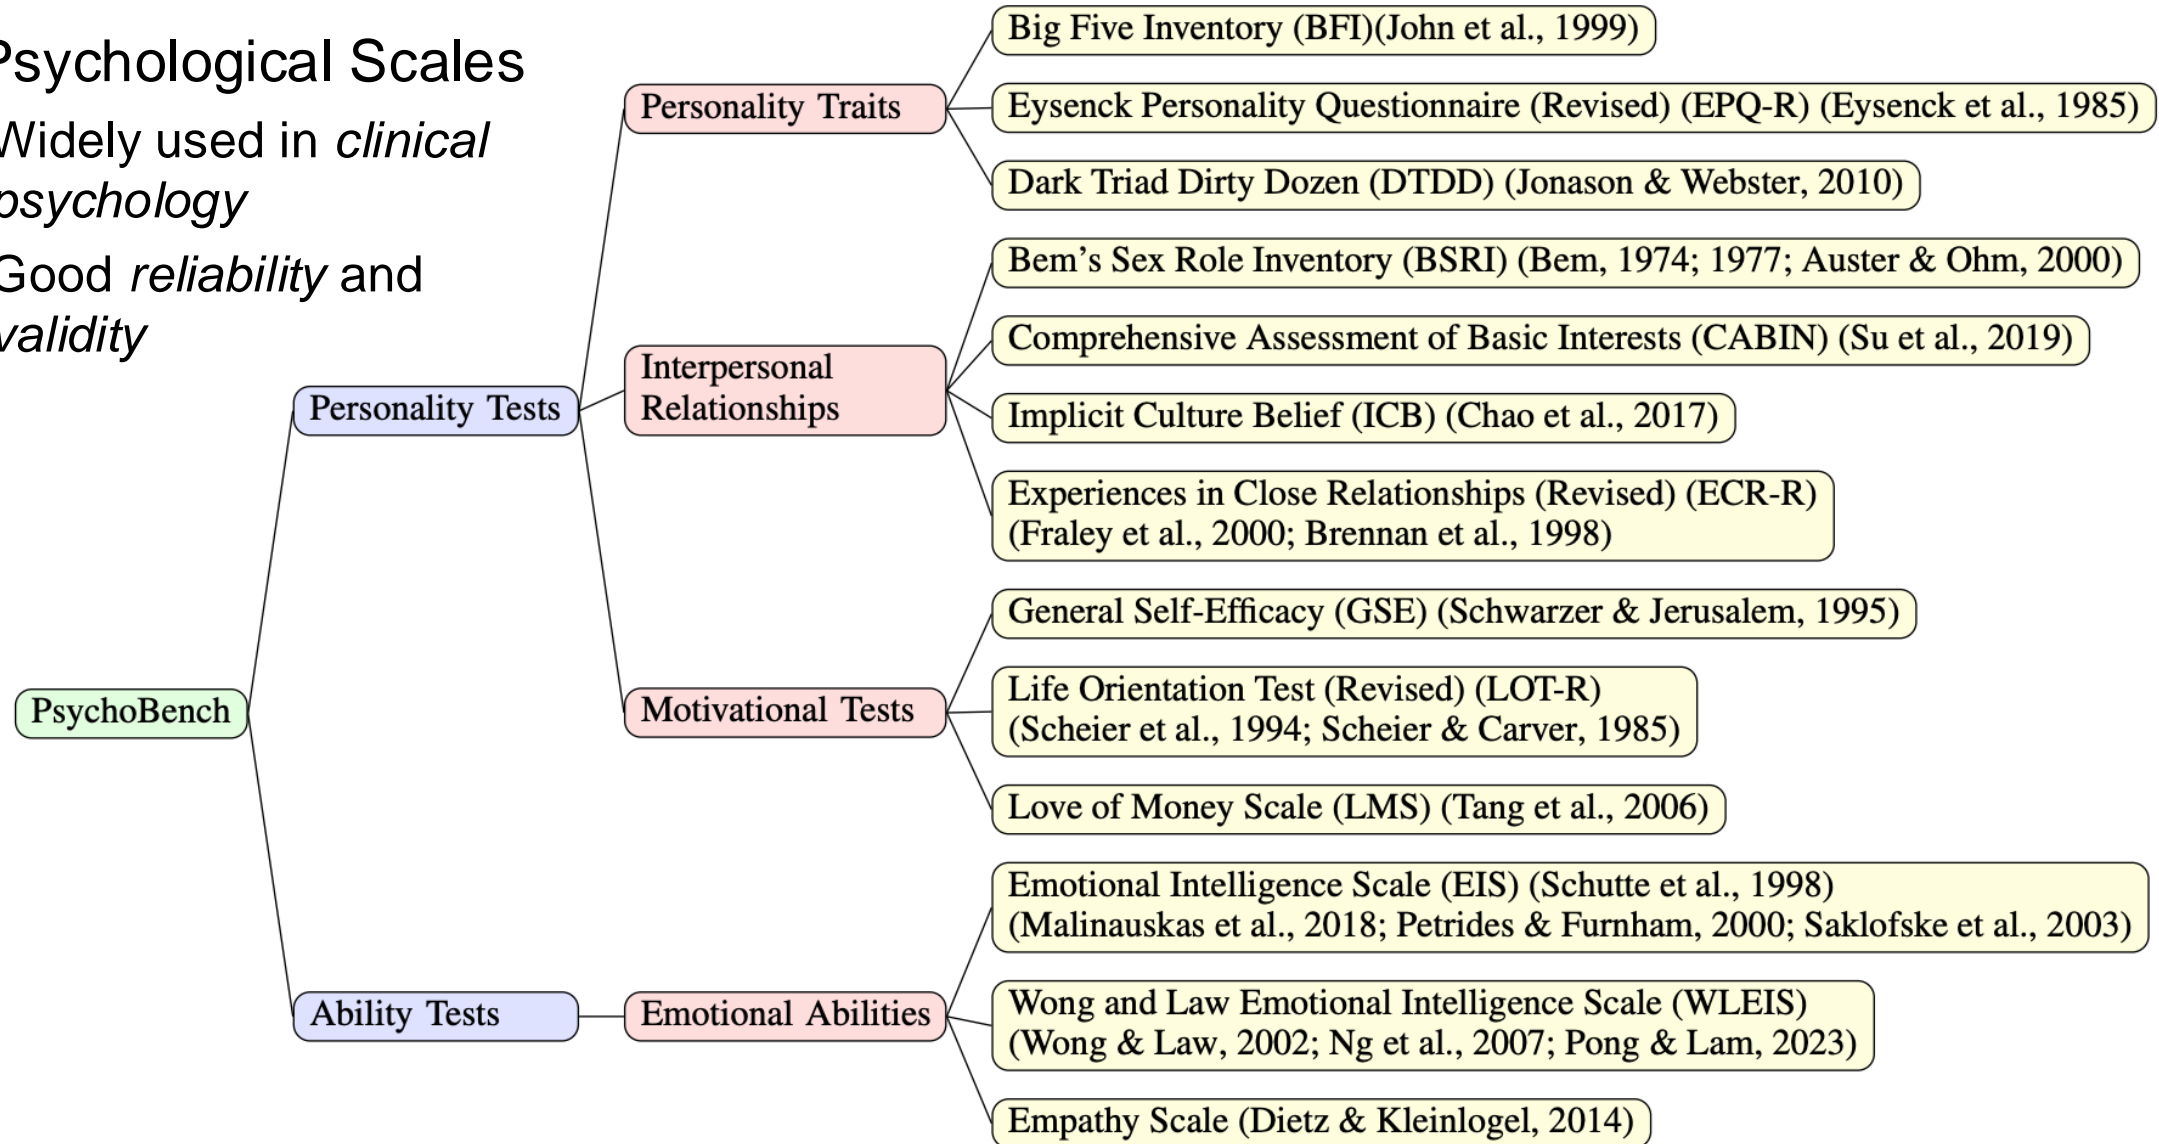 Psychological Scales
Widely used in clinical
psychology
Good reliability and
validity
PsychoBench
Personality Tests
Ability Tests
Personality Traits
Interpersonal
Relationships
Motivational Tests
Emotional Abilities
Big Five Inventory (BFI)(John et al., 1999)
Eysenck Personality Questionnaire (Revised) (EPQ-R) (Eysenck et al., 1985)
Dark Triad Dirty Dozen (DTDD) (Jonason & Webster, 2010)
Bem's Sex Role Inventory (BSRI) (Bem, 1974; 1977; Auster & Ohm, 2000)
Comprehensive Assessment of Basic Interests (CABIN) (Su et al., 2019)
Implicit Culture Belief (ICB) (Chao et al., 2017)
Experiences in Close Relationships (Revised) (ECR-R)
(Fraley et al., 2000; Brennan et al., 1998)
General Self-Efficacy (GSE) (Schwarzer & Jerusalem, 1995)
Life Orientation Test (Revised) (LOT-R)
(Scheier et al., 1994; Scheier & Carver, 1985)
Love of Money Scale (LMS) (Tang et al., 2006)
Emotional Intelligence Scale (EIS) (Schutte et al., 1998)
(Malinauskas et al., 2018; Petrides & Furnham, 2000; Saklofske et al., 2003)
Wong and Law Emotional Intelligence Scale (WLEIS)
(Wong & Law, 2002; Ng et al., 2007; Pong & Lam, 2023)
Empathy Scale (Dietz & Kleinlogel, 2014)